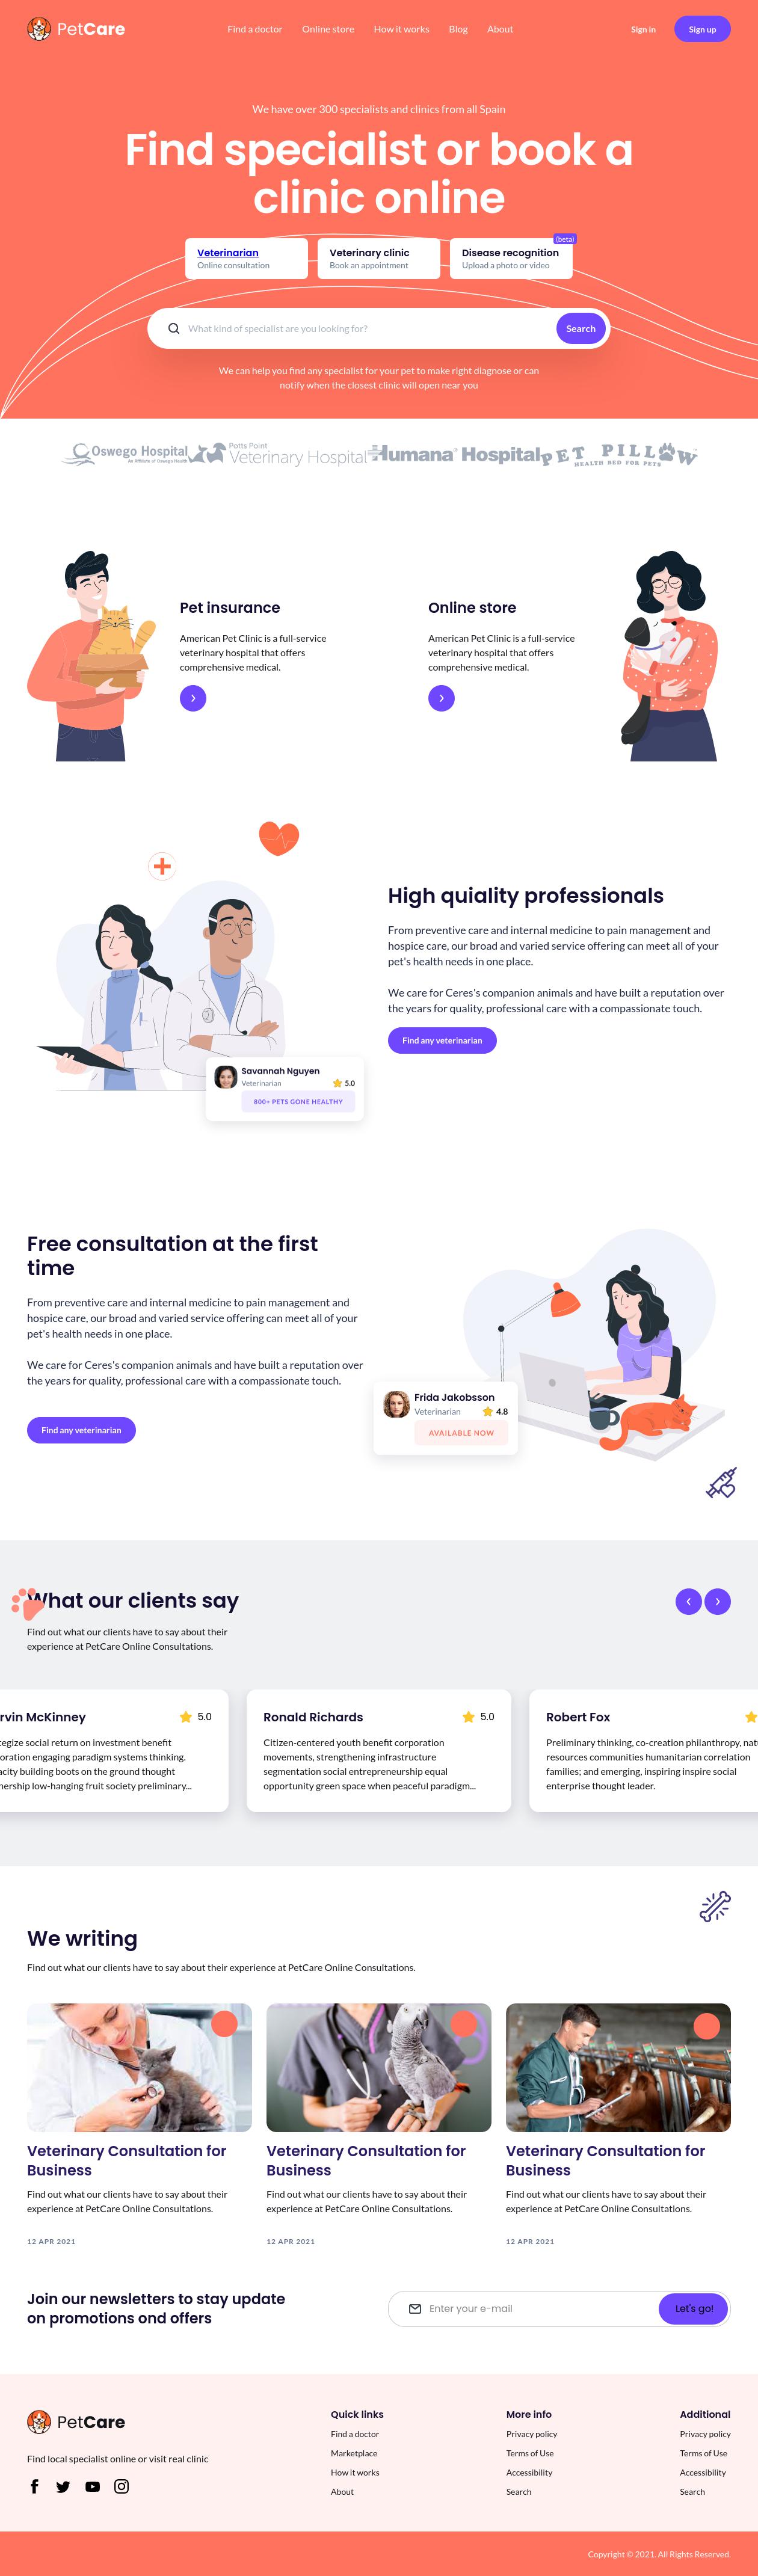 PetCare
Find a doctor
Online store
How it works
Blog
About
Sign in
Sign up
We have over 300 specialists and clinics from all Spain
Find specialist or book a
clinic online
(beta)
Veterinarian
Online consultation
Veterinary clinic
Book an appointment
Disease recognition
Upload a photo or video
What kind of specialist are you looking for?
Search
We can help you find any specialist for your pet to make right diagnose or can
notify when the closest clinic will open near you
Oswego Hospital
An Affiliate of Oswego Health
Potts Point
Veterinary Hospital
Humana Hospital
PET PILLOW
HEALTH BED FOR PETS
Pet insurance
American Pet Clinic is a full-service
veterinary hospital that offers
comprehensive medical.
Online store
American Pet Clinic is a full-service
veterinary hospital that offers
comprehensive medical.
High quiality professionals
From preventive care and internal medicine to pain management and
hospice care, our broad and varied service offering can meet all of your
pet's health needs in one place.
We care for Ceres's companion animals and have built a reputation over
the years for quality, professional care with a compassionate touch.
Find any veterinarian
Savannah Nguyen
Veterinarian
5.0
800+ PETS GONE HEALTHY
Free consultation at the first
time
From preventive care and internal medicine to pain management and
hospice care, our broad and varied service offering can meet all of your
pet's health needs in one place.
We care for Ceres's companion animals and have built a reputation over
the years for quality, professional care with a compassionate touch.
Find any veterinarian
Frida Jakobsson
Veterinarian
4.8
AVAILABLE NOW
What our clients say
Find out what our clients have to say about their
experience at PetCare Online Consultations.
rvin McKinney
5.0
tegize social return on investment benefit
oration engaging paradigm systems thinking.
acity building boots on the ground thought
nership low-hanging fruit society preliminary...
Ronald Richards
5.0
Citizen-centered youth benefit corporation
movements, strengthening infrastructure
segmentation social entrepreneurship equal
opportunity green space when peaceful paradigm...
Robert Fox
Preliminary thinking, co-creation philanthropy, nat
resources communities humanitarian correlation
families; and emerging, inspiring inspire social
enterprise thought leader.
We writing
Find out what our clients have to say about their experience at PetCare Online Consultations.
Veterinary Consultation for
Business
Find out what our clients have to say about their
experience at PetCare Online Consultations.
12 APR 2021
Veterinary Consultation for
Business
Find out what our clients have to say about their
experience at PetCare Online Consultations.
12 APR 2021
Veterinary Consultation for
Business
Find out what our clients have to say about their
experience at PetCare Online Consultations.
12 APR 2021
Join our newsletters to stay update
on promotions ond offers
Enter your e-mail
Let's go!
PetCare
Find local specialist online or visit real clinic
Quick links
Find a doctor
Marketplace
How it works
About
More info
Privacy policy
Terms of Use
Accessibility
Search
Additional
Privacy policy
Terms of Use
Accessibility
Search
Copyright © 2021. All Rights Reserved.